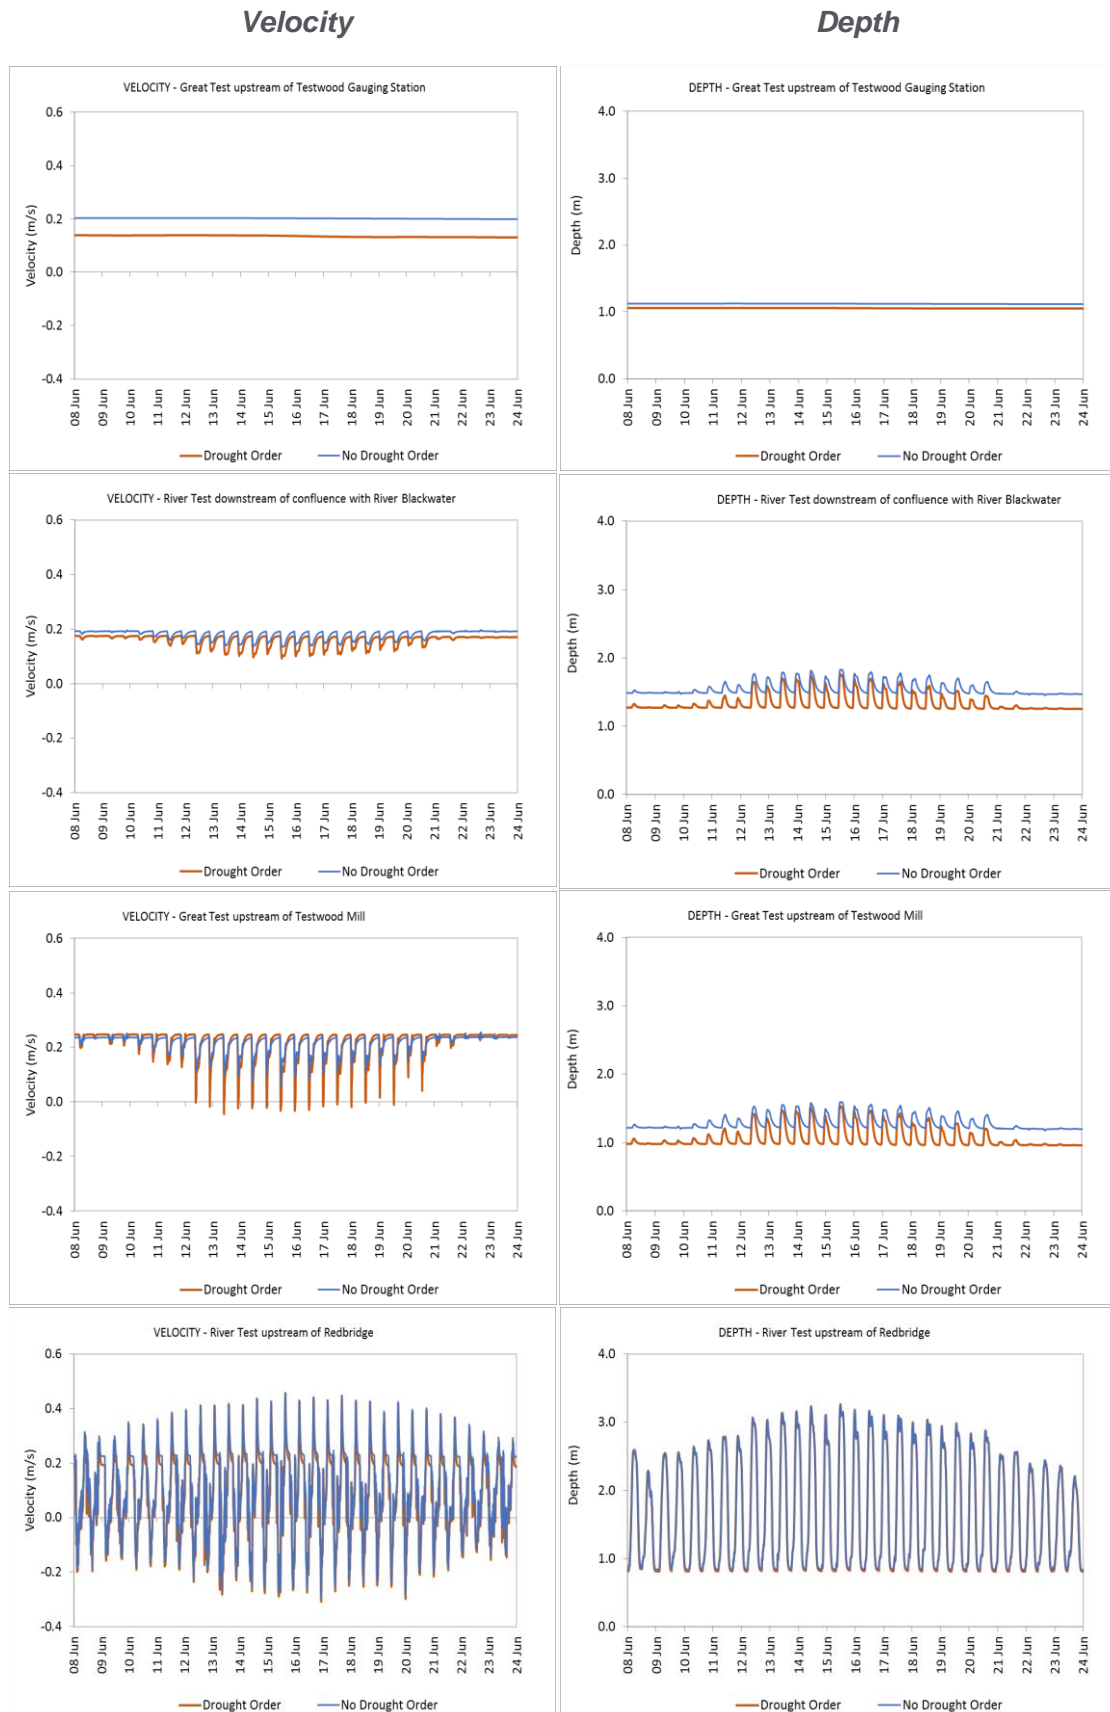 Velocity
Depth
VELOCITY - Great Test upstream of Testwood Gauging Station
0.6
0.4
0.2
0.0
-0.2
-0.4
Velocity (m/s)
08 Jun
09 Jun
10 Jun
11 Jun
12 Jun
13 Jun
14 Jun
15 Jun
16 Jun
17 Jun
18 Jun
19 Jun
20 Jun
21 Jun
22 Jun
23 Jun
24 Jun
Drought Order
No Drought Order
DEPTH - Great Test upstream of Testwood Gauging Station
4.0
3.0
2.0
1.0
0.0
Depth (m)
08 Jun
09 Jun
10 Jun
11 Jun
12 Jun
13 Jun
14 Jun
15 Jun
16 Jun
17 Jun
18 Jun
19 Jun
20 Jun
21 Jun
22 Jun
23 Jun
24 Jun
Drought Order
No Drought Order
VELOCITY - River Test downstream of confluence with River Blackwater
0.6
0.4
0.2
0.0
-0.2
-0.4
Velocity (m/s)
08 Jun
09 Jun
10 Jun
11 Jun
12 Jun
13 Jun
14 Jun
15 Jun
16 Jun
17 Jun
18 Jun
19 Jun
20 Jun
21 Jun
22 Jun
23 Jun
24 Jun
Drought Order
No Drought Order
DEPTH - River Test downstream of confluence with River Blackwater
4.0
3.0
2.0
1.0
0.0
Depth (m)
08 Jun
09 Jun
10 Jun
11 Jun
12 Jun
13 Jun
14 Jun
15 Jun
16 Jun
17 Jun
18 Jun
19 Jun
20 Jun
21 Jun
22 Jun
23 Jun
24 Jun
Drought Order
No Drought Order
VELOCITY - Great Test upstream of Testwood Mill
0.6
0.4
0.2
0.0
-0.2
-0.4
Velocity (m/s)
08 Jun
09 Jun
10 Jun
11 Jun
12 Jun
13 Jun
14 Jun
15 Jun
16 Jun
17 Jun
18 Jun
19 Jun
20 Jun
21 Jun
22 Jun
23 Jun
24 Jun
Drought Order
No Drought Order
DEPTH - Great Test upstream of Testwood Mill
4.0
3.0
2.0
1.0
0.0
Depth (m)
08 Jun
09 Jun
10 Jun
11 Jun
12 Jun
13 Jun
14 Jun
15 Jun
16 Jun
17 Jun
18 Jun
19 Jun
20 Jun
21 Jun
22 Jun
23 Jun
24 Jun
Drought Order
No Drought Order
VELOCITY - River Test upstream of Redbridge
0.6
0.4
0.2
0.0
-0.2
-0.4
Velocity (m/s)
08 Jun
09 Jun
10 Jun
11 Jun
12 Jun
13 Jun
14 Jun
15 Jun
16 Jun
17 Jun
18 Jun
19 Jun
20 Jun
21 Jun
22 Jun
23 Jun
24 Jun
Drought Order
No Drought Order
DEPTH - River Test upstream of Redbridge
4.0
3.0
2.0
1.0
0.0
Depth (m)
08 Jun
09 Jun
10 Jun
11 Jun
12 Jun
13 Jun
14 Jun
15 Jun
16 Jun
17 Jun
18 Jun
19 Jun
20 Jun
21 Jun
22 Jun
23 Jun
24 Jun
Drought Order
No Drought Order